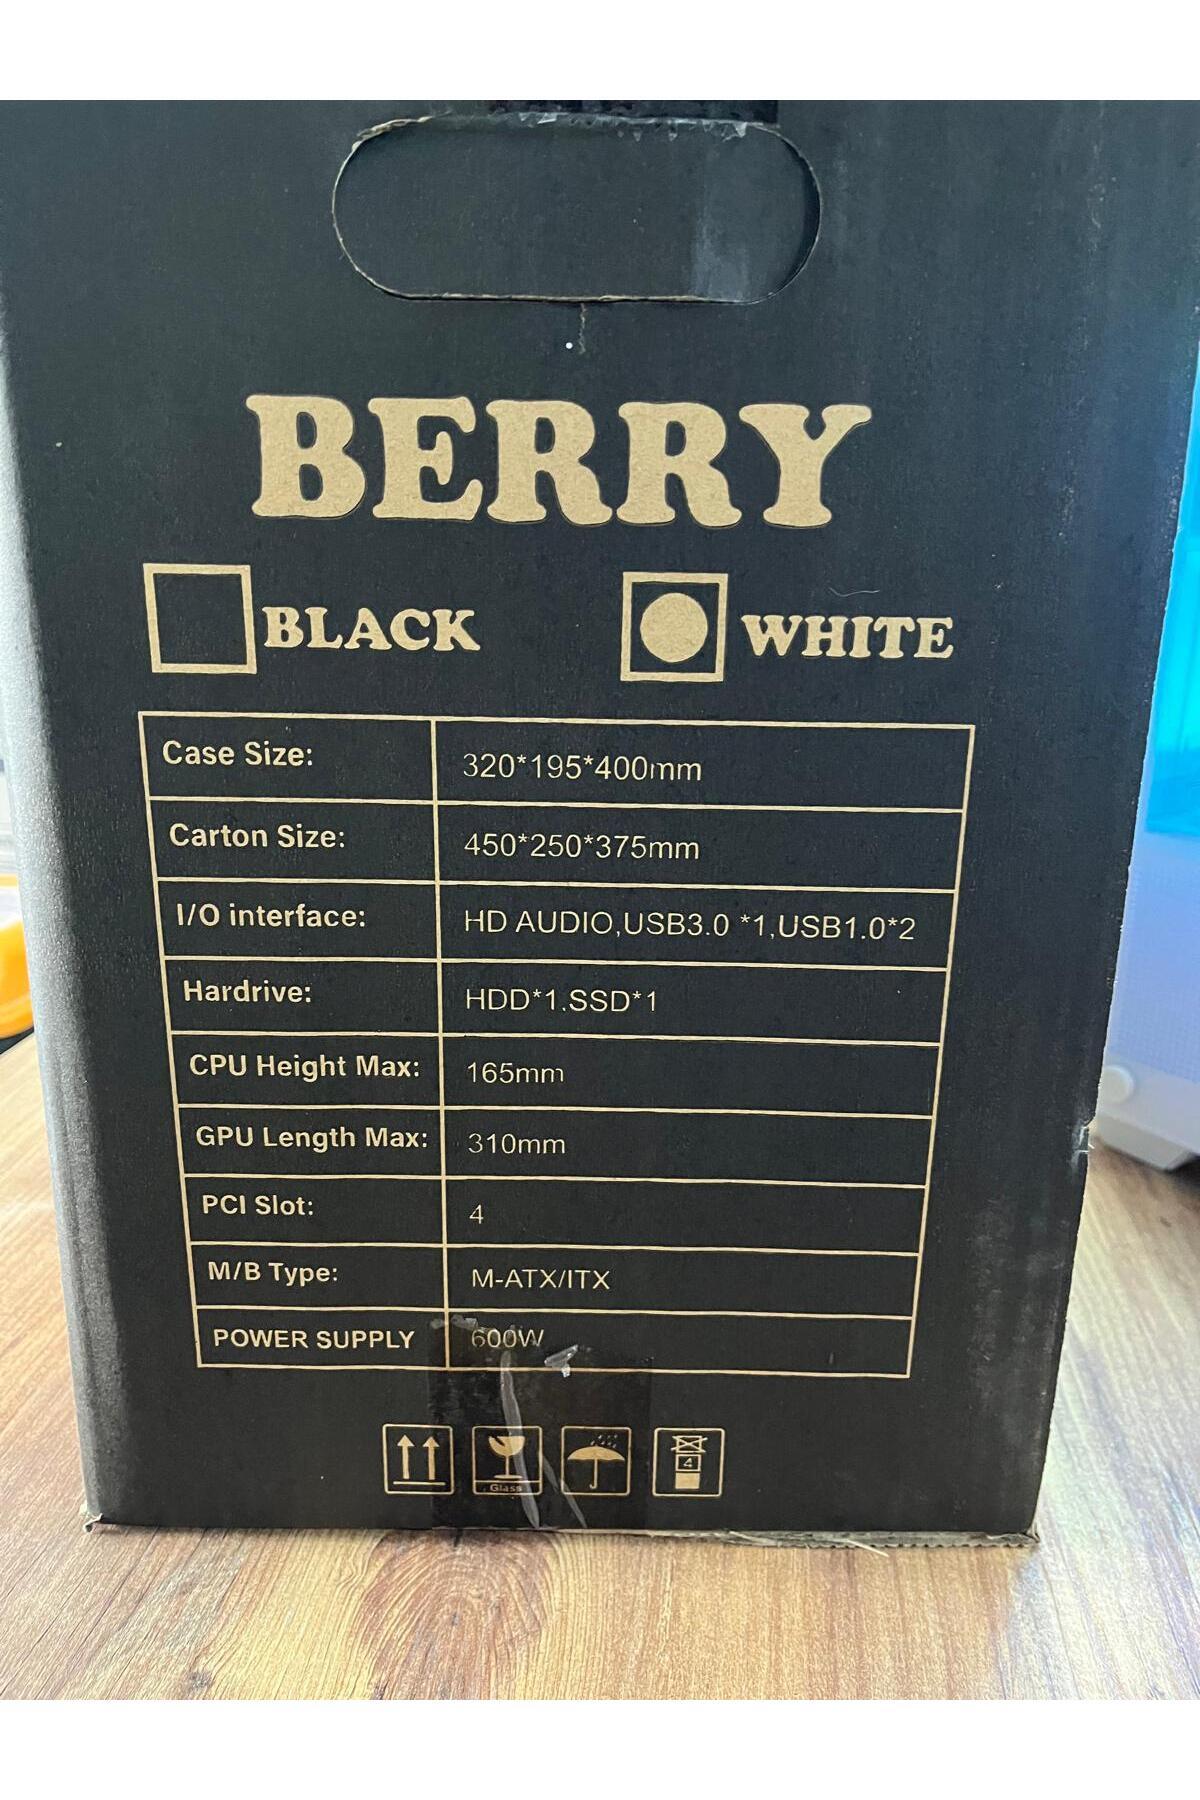 BERRY
BLACK WHITE
Case Size: 320*195*400mm
Carton Size: 450*250*375mm
I/O interface: HD AUDIO,USB3.0 *1,USB1.0*2
Hardrive: HDD*1.SSD*1
CPU Height Max: 165mm
GPU Length Max: 310mm
PCI Slot: 4
M/B Type: M-ATX/ITX
POWER SUPPLY 600W
Glass 4